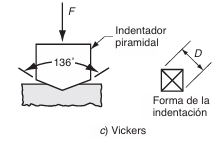 F
Indentador
piramidal
136°
D
Forma de la
indentación
c) Vickers